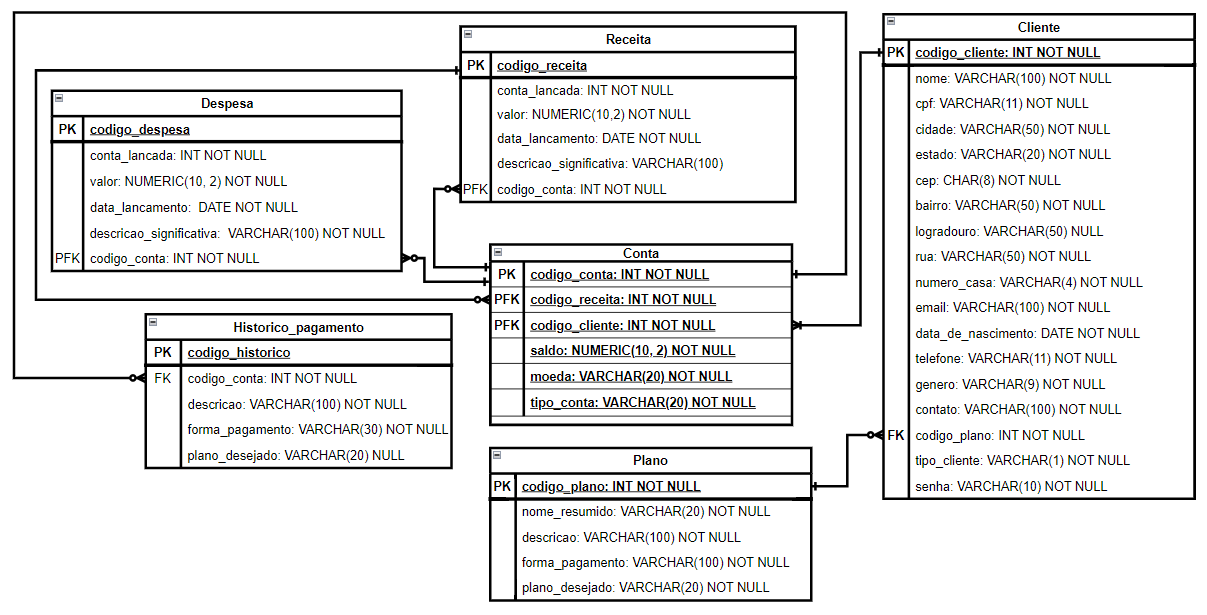 Receita
PK codigo_receita
conta_lancada: INT NOT NULL
valor: NUMERIC(10,2) NOT NULL
data_lancamento: DATE NOT NULL
descricao_significativa: VARCHAR(100)
PFK codigo_conta: INT NOT NULL
Despesa
PK codigo_despesa
conta_lancada: INT NOT NULL
valor: NUMERIC(10, 2) NOT NULL
data_lancamento: DATE NOT NULL
descricao_significativa: VARCHAR(100) NOT NULL
PFK codigo_conta: INT NOT NULL
Conta
PK codigo_conta: INT NOT NULL
PFK codigo_receita: INT NOT NULL
PFK codigo_cliente: INT NOT NULL
saldo: NUMERIC(10, 2) NOT NULL
moeda: VARCHAR(20) NOT NULL
tipo_conta: VARCHAR(20) NOT NULL
Historico_pagamento
PK codigo_historico
FK codigo_conta: INT NOT NULL
descricao: VARCHAR(100) NOT NULL
forma_pagamento: VARCHAR(30) NOT NULL
plano_desejado: VARCHAR(20) NULL
Plano
PK codigo_plano: INT NOT NULL
nome_resumido: VARCHAR(20) NOT NULL
descricao: VARCHAR(100) NOT NULL
forma_pagamento: VARCHAR(100) NOT NULL
plano_desejado: VARCHAR(20) NOT NULL
Cliente
PK codigo_cliente: INT NOT NULL
nome: VARCHAR(100) NOT NULL
cpf: VARCHAR(11) NOT NULL
cidade: VARCHAR(50) NOT NULL
estado: VARCHAR(20) NOT NULL
cep: CHAR(8) NOT NULL
bairro: VARCHAR(50) NOT NULL
logradouro: VARCHAR(50) NULL
rua: VARCHAR(50) NOT NULL
numero_casa: VARCHAR(4) NOT NULL
email: VARCHAR(100) NOT NULL
data_de_nascimento: DATE NOT NULL
telefone: VARCHAR(11) NOT NULL
genero: VARCHAR(9) NOT NULL
contato: VARCHAR(100) NOT NULL
FK codigo_plano: INT NOT NULL
tipo_cliente: VARCHAR(1) NOT NULL
senha: VARCHAR(10) NOT NULL